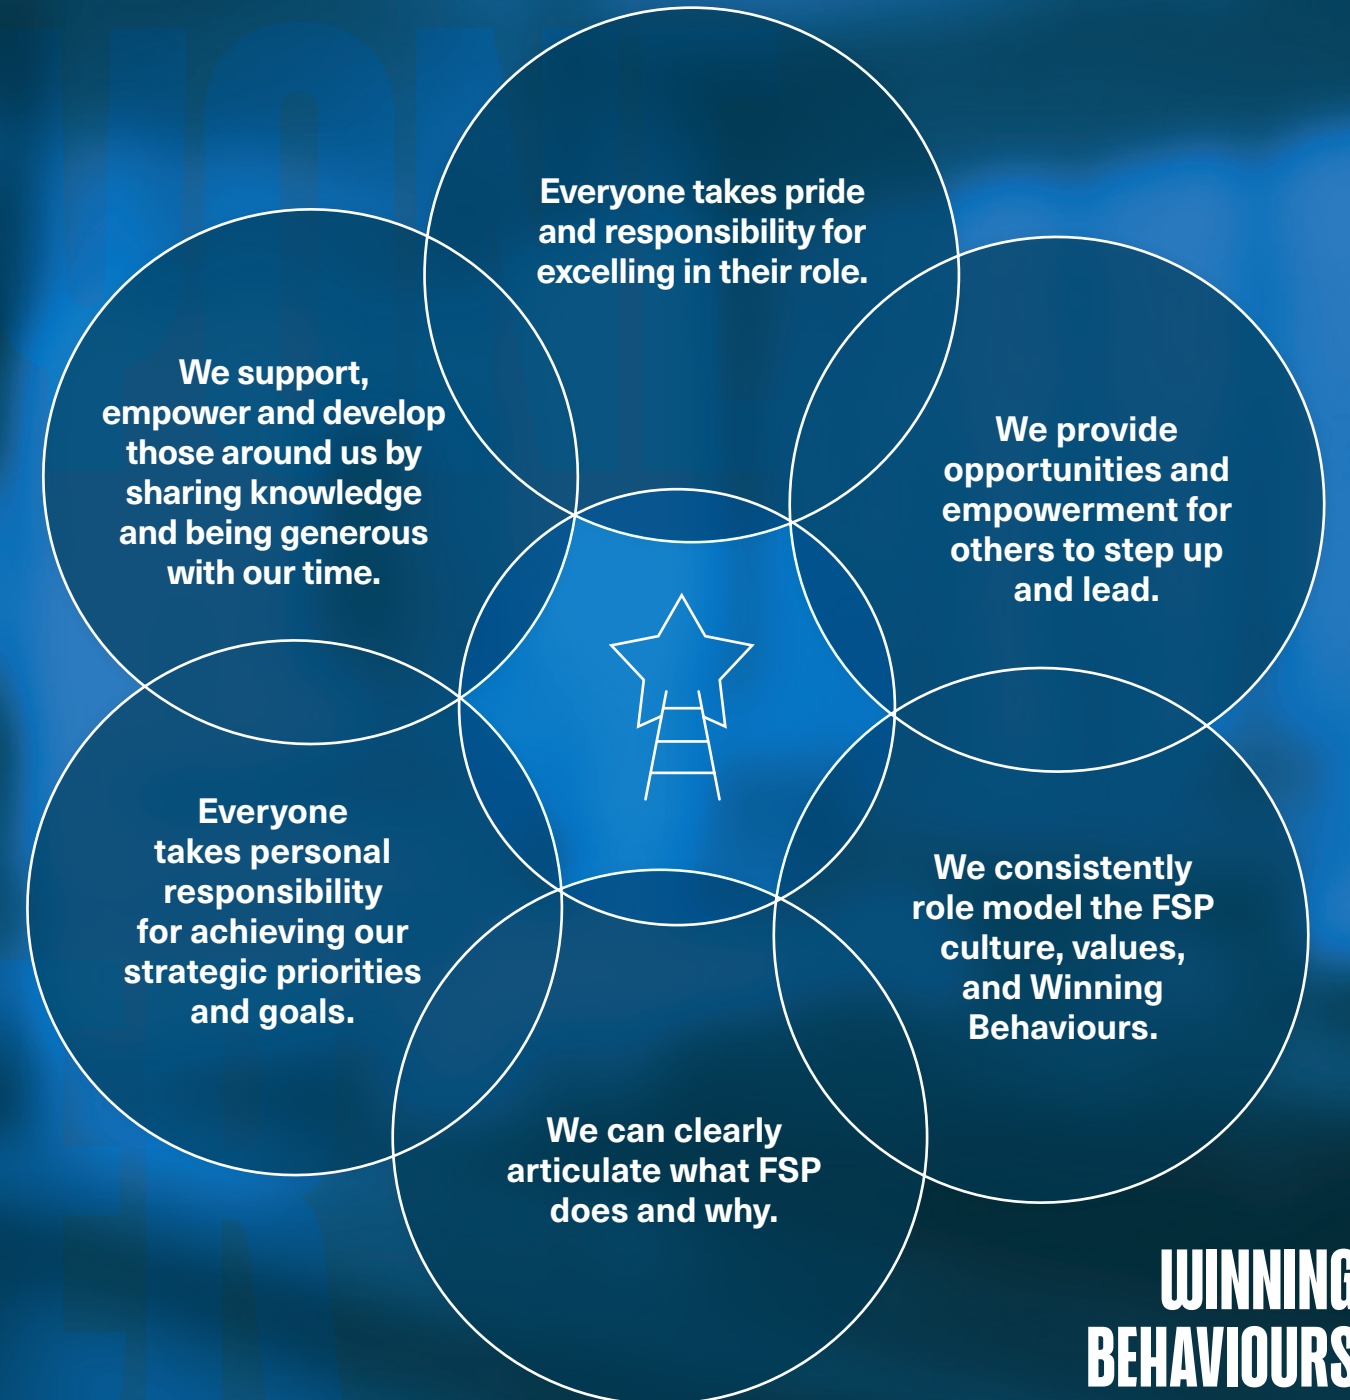 Everyone takes pride
and responsibility for
excelling in their role.
We support,
empower and develop
those around us by
sharing knowledge
and being generous
with our time.
We provide
opportunities and
empowerment for
others to step up
and lead.
Everyone
takes personal
responsibility
for achieving our
strategic priorities
and goals.
We consistently
role model the FSP
culture, values,
and Winning
Behaviours.
We can clearly
articulate what FSP
does and why.
WINNING
BEHAVIOURS